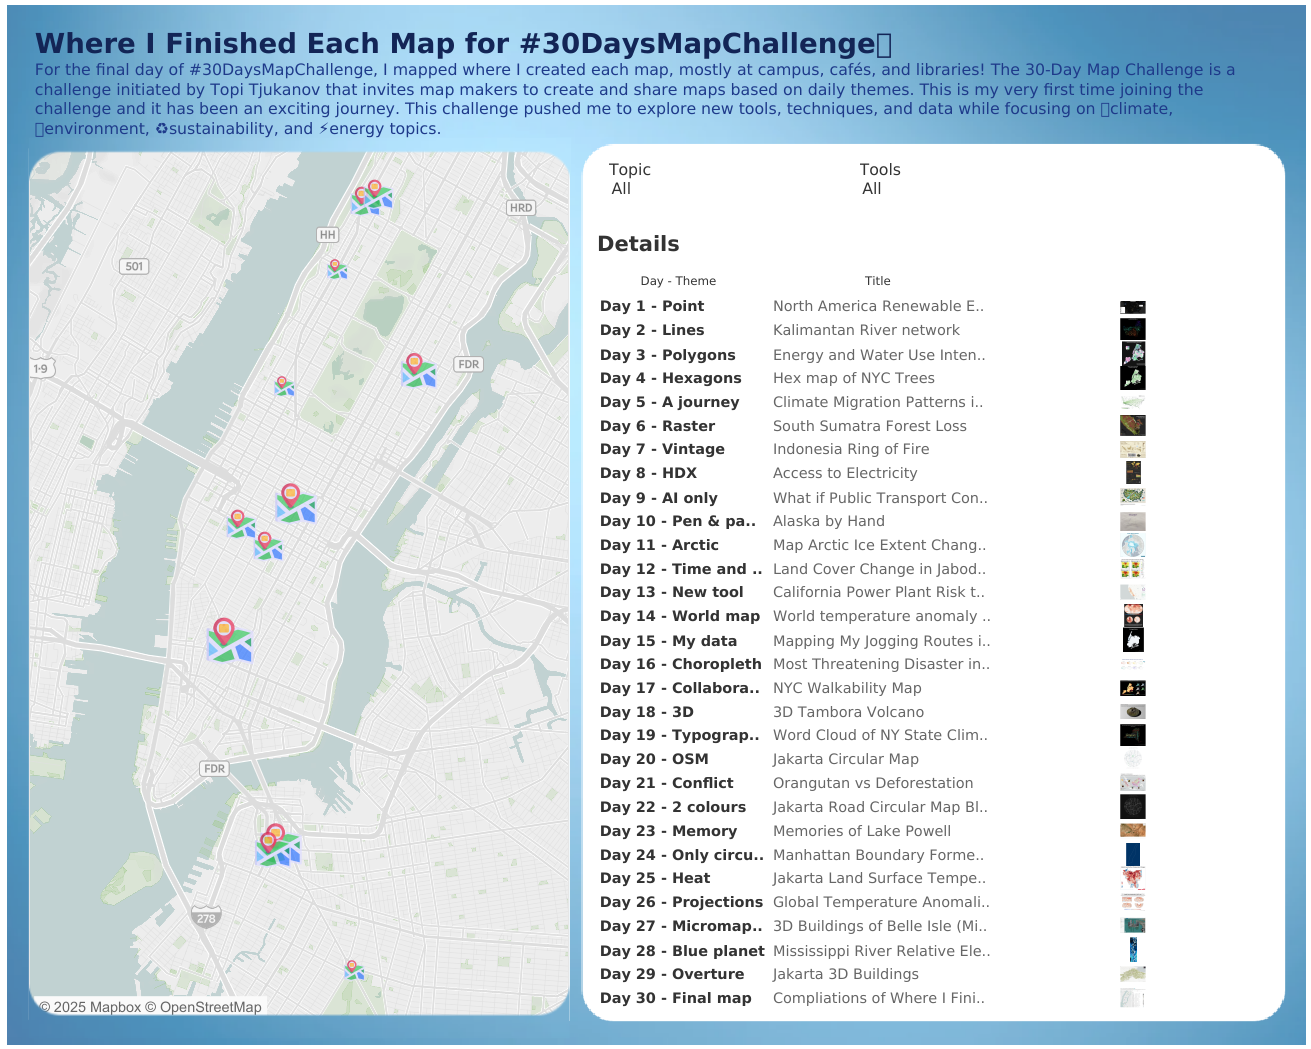 Where I Finished Each Map for #30DaysMapChallenge
For the final day of #30DaysMapChallenge, I mapped where I created each map, mostly at campus, cafés, and libraries! The 30-Day Map Challenge is a
challenge initiated by Topi Tjukanov that invites map makers to create and share maps based on daily themes. This is my very first time joining the
challenge and it has been an exciting journey. This challenge pushed me to explore new tools, techniques, and data while focusing on climate,
environment, ♻sustainability, and ⚡energy topics.
HRD
HH
501
FDR
1·9
FDR
278
© 2025 Mapbox © OpenStreetMap
Topic Tools
All All
Details
Day - Theme Title
Day 1 - Point North America Renewable E..
Day 2 - Lines Kalimantan River network
Day 3 - Polygons Energy and Water Use Inten..
Day 4 - Hexagons Hex map of NYC Trees
Day 5 - A journey Climate Migration Patterns i..
Day 6 - Raster South Sumatra Forest Loss
Day 7 - Vintage Indonesia Ring of Fire
Day 8 - HDX Access to Electricity
Day 9 - AI only What if Public Transport Con..
Day 10 - Pen & pa.. Alaska by Hand
Day 11 - Arctic Map Arctic Ice Extent Chang..
Day 12 - Time and .. Land Cover Change in Jabod..
Day 13 - New tool California Power Plant Risk t..
Day 14 - World map World temperature anomaly ..
Day 15 - My data Mapping My Jogging Routes i..
Day 16 - Choropleth Most Threatening Disaster in..
Day 17 - Collabora.. NYC Walkability Map
Day 18 - 3D 3D Tambora Volcano
Day 19 - Typograp.. Word Cloud of NY State Clim..
Day 20 - OSM Jakarta Circular Map
Day 21 - Conflict Orangutan vs Deforestation
Day 22 - 2 colours Jakarta Road Circular Map Bl..
Day 23 - Memory Memories of Lake Powell
Day 24 - Only circu.. Manhattan Boundary Forme..
Day 25 - Heat Jakarta Land Surface Tempe..
Day 26 - Projections Global Temperature Anomali..
Day 27 - Micromap.. 3D Buildings of Belle Isle (Mi..
Day 28 - Blue planet Mississippi River Relative Ele..
Day 29 - Overture Jakarta 3D Buildings
Day 30 - Final map Compliations of Where I Fini..